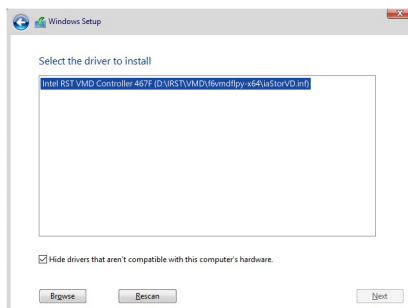 Windows Setup
Select the driver to install
Intel RST VMD Controller 467F (D:\IRST\VMD\f6vmdflpy-x64\iaStorVD.inf)
Hide drivers that aren't compatible with this computer's hardware.
Browse
Rescan
Next